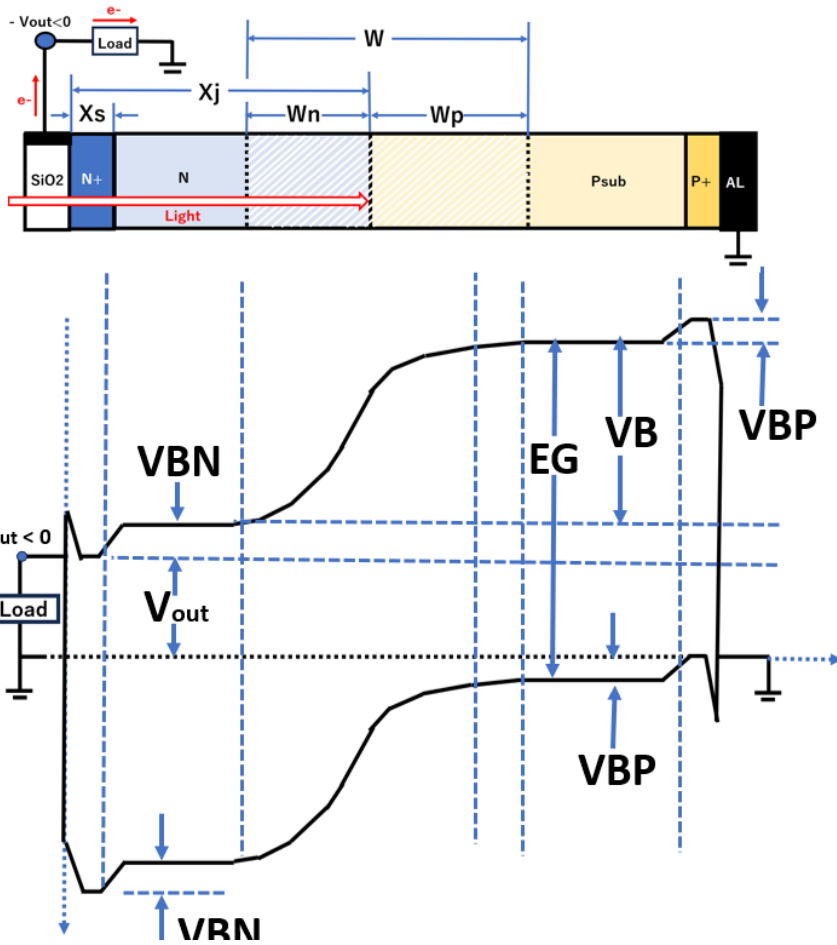 - Vout<0
e-
Load
W
e-
Xj
Xs
Wn
Wp
SiO2
N+
N
Psub
P+
AL
Light
VBN
VB
VBP
EG
ut < 0
Load
Vout
VBP
VBN